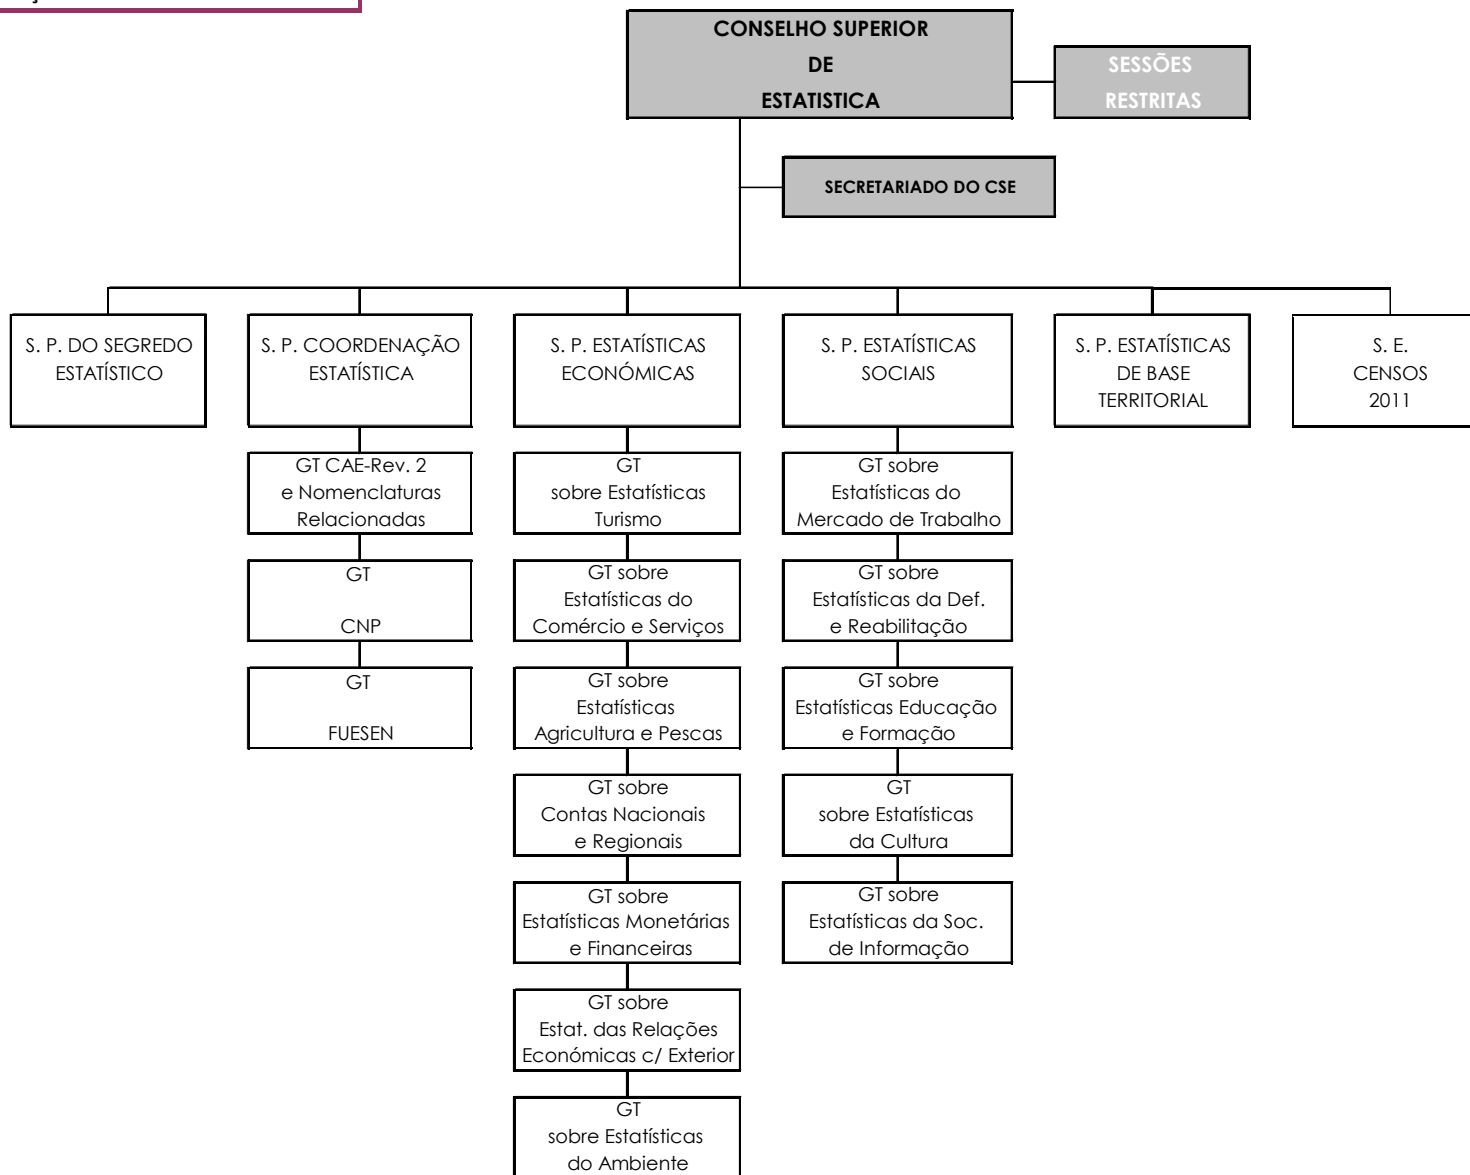 CONSELHO SUPERIOR
DE
ESTATISTICA
SESSÕES
RESTRITAS
SECRETARIADO DO CSE
S. P. DO SEGREDO
ESTATÍSTICO
S. P. COORDENAÇÃO
ESTATÍSTICA
S. P. ESTATÍSTICAS
ECONÓMICAS
S. P. ESTATÍSTICAS
SOCIAIS
S. P. ESTATÍSTICAS
DE BASE
TERRITORIAL
S. E.
CENSOS
2011
GT CAE-Rev. 2
e Nomenclaturas
Relacionadas
GT
CNP
GT
FUESEN
GT
sobre Estatísticas
Turismo
GT sobre
Estatísticas do
Comércio e Serviços
GT sobre
Estatísticas
Agricultura e Pescas
GT sobre
Contas Nacionais
e Regionais
GT sobre
Estatísticas Monetárias
e Financeiras
GT sobre
Estat. das Relações
Económicas c/ Exterior
GT
sobre Estatísticas
do Ambiente
GT sobre
Estatísticas do
Mercado de Trabalho
GT sobre
Estatísticas da Def.
e Reabilitação
GT sobre
Estatísticas Educação
e Formação
GT
sobre Estatísticas
da Cultura
GT sobre
Estatísticas da Soc.
de Informação